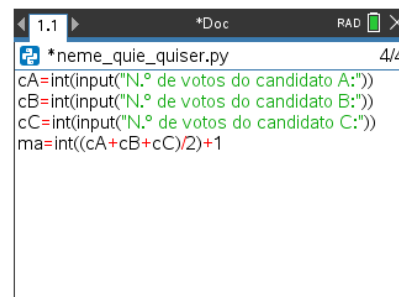 1.1 *Doc RAD
*neme_quie_quiser.py 4/4
cA=int(input("N.º de votos do candidato A:"))
cB=int(input("N.º de votos do candidato B:"))
cC=int(input("N.º de votos do candidato C:"))
ma=int((cA+cB+cC)/2)+1